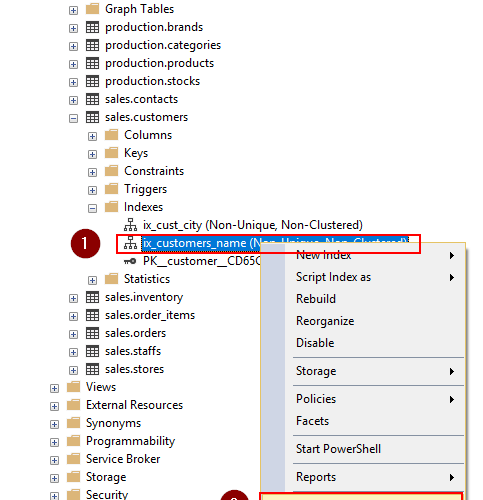 Graph Tables
production.brands
production.categories
production.products
production.stocks
sales.contacts
sales.customers
Columns
Keys
Constraints
Triggers
Indexes
ix_cust_city (Non-Unique, Non-Clustered)
1
ix_customers_name (Non-Unique, Non-Clustered)
PK__customer__CD65C
Statistics
sales.inventory
sales.order_items
sales.orders
sales.staffs
sales.stores
Views
External Resources
Synonyms
Programmability
Service Broker
Storage
Security
New Index
Script Index as
Rebuild
Reorganize
Disable
Storage
Policies
Facets
Start PowerShell
Reports